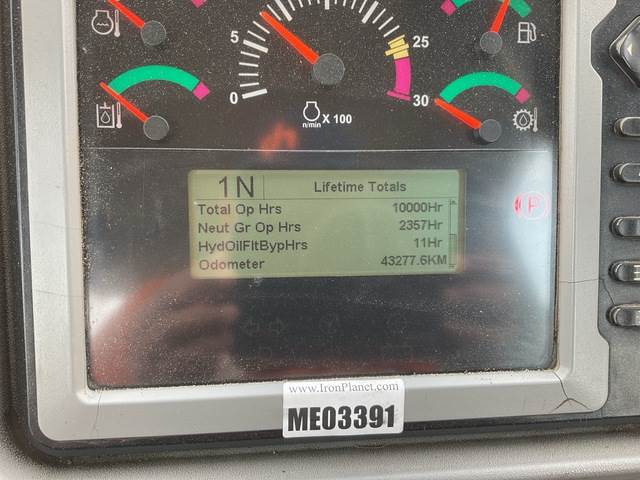 5
25
0
30
n/min X 100
1N Lifetime Totals
Total Op Hrs 10000Hr
Neut Gr Op Hrs 2357Hr
HydOilFltBypHrs 11Hr
Odometer 43277.6KM
P
www.IronPlanet.com
ME03391